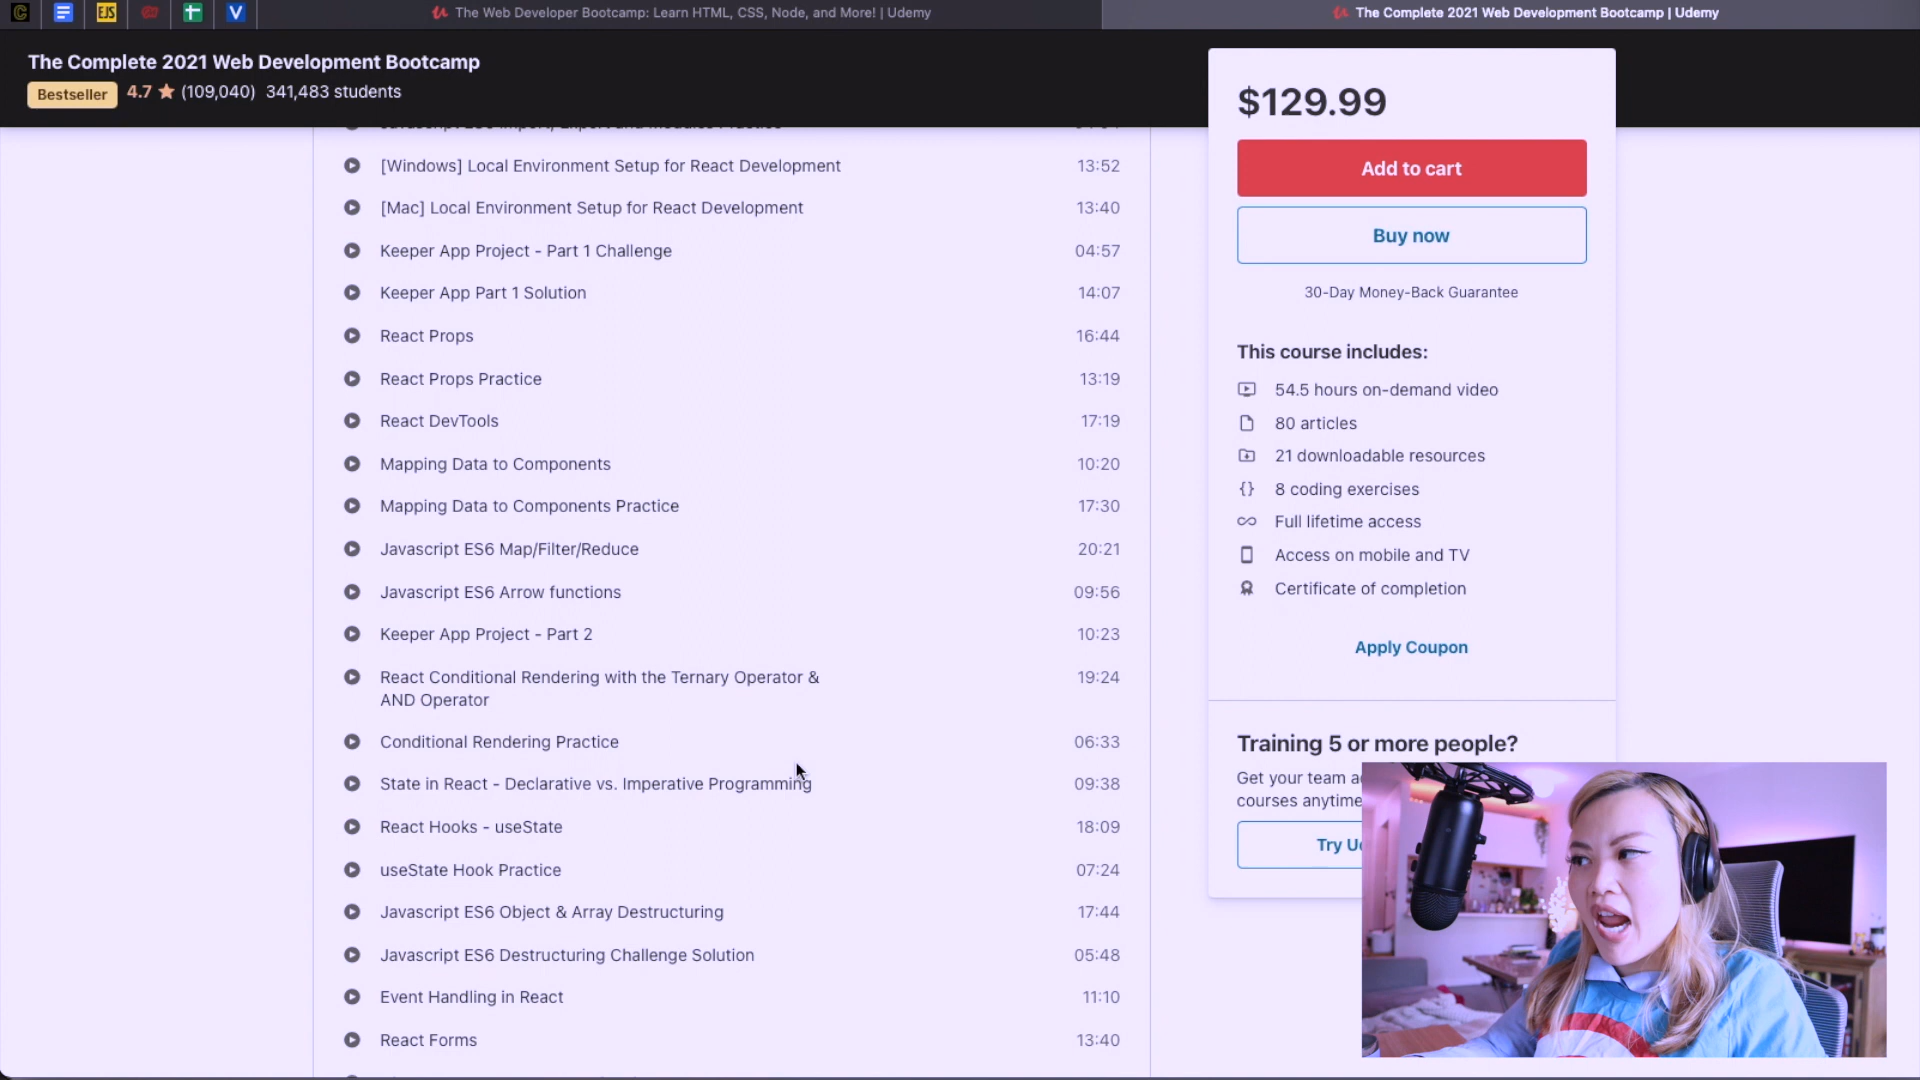 The Web Developer Bootcamp: Learn HTML, CSS, Node, and More! | Udemy
The Complete 2021 Web Development Bootcamp | Udemy
EJS
V
The Complete 2021 Web Development Bootcamp
Bestseller 4.7 (109,040) 341,483 students
[Windows] Local Environment Setup for React Development 13:52
[Mac] Local Environment Setup for React Development 13:40
Keeper App Project - Part 1 Challenge 04:57
Keeper App Part 1 Solution 14:07
React Props 16:44
React Props Practice 13:19
React DevTools 17:19
Mapping Data to Components 10:20
Mapping Data to Components Practice 17:30
Javascript ES6 Map/Filter/Reduce 20:21
Javascript ES6 Arrow functions 09:56
Keeper App Project - Part 2 10:23
React Conditional Rendering with the Ternary Operator & 19:24
AND Operator
Conditional Rendering Practice 06:33
State in React - Declarative vs. Imperative Programming 09:38
React Hooks - useState 18:09
useState Hook Practice 07:24
Javascript ES6 Object & Array Destructuring 17:44
Javascript ES6 Destructuring Challenge Solution 05:48
Event Handling in React 11:10
React Forms 13:40
$129.99
Add to cart
Buy now
30-Day Money-Back Guarantee
This course includes:
54.5 hours on-demand video
80 articles
21 downloadable resources
8 coding exercises
Full lifetime access
Access on mobile and TV
Certificate of completion
Apply Coupon
Training 5 or more people?
Get your team
courses anytime
Try